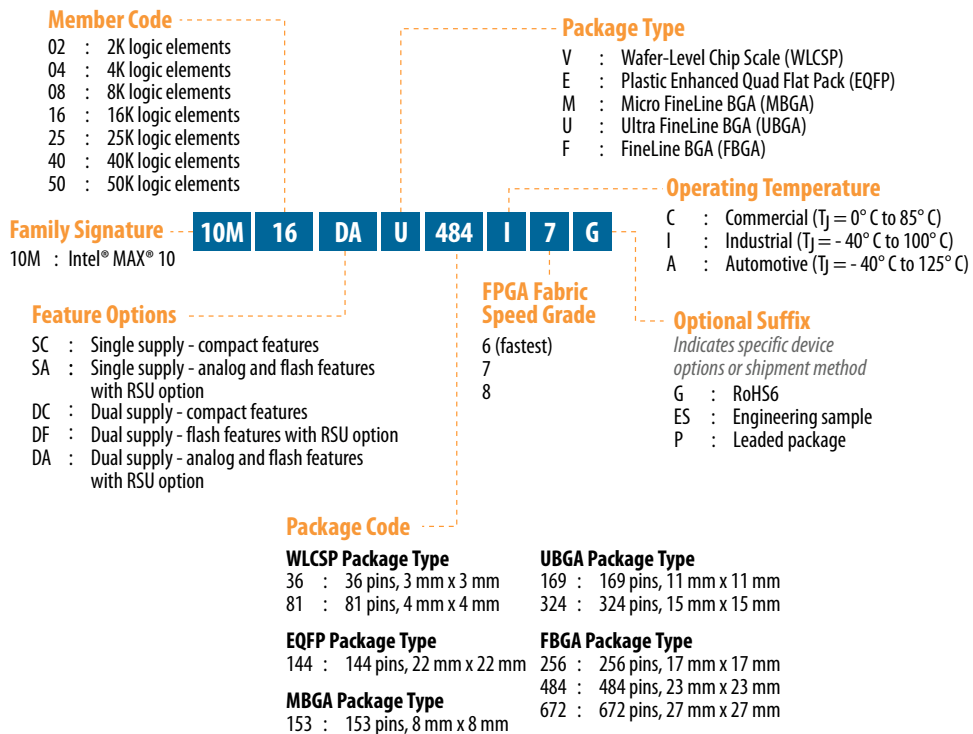 Member Code
02 : 2K logic elements
04 : 4K logic elements
08 : 8K logic elements
16 : 16K logic elements
25 : 25K logic elements
40 : 40K logic elements
50 : 50K logic elements
Package Type
V : Wafer-Level Chip Scale (WLCSP)
E : Plastic Enhanced Quad Flat Pack (EQFP)
M : Micro FineLine BGA (MBGA)
U : Ultra FineLine BGA (UBGA)
F : FineLine BGA (FBGA)
Operating Temperature
C : Commercial (TJ = 0° C to 85° C)
I : Industrial (TJ = - 40° C to 100° C)
A : Automotive (TJ = - 40° C to 125° C)
Family Signature
10M : Intel® MAX® 10
10M 16 DA U 484 I 7 G
Feature Options
SC : Single supply - compact features
SA : Single supply - analog and flash features
with RSU option
DC : Dual supply - compact features
DF : Dual supply - flash features with RSU option
DA : Dual supply - analog and flash features
with RSU option
FPGA Fabric
Speed Grade
6 (fastest)
7
8
Optional Suffix
Indicates specific device
options or shipment method
G : RoHS6
ES : Engineering sample
P : Leaded package
Package Code
WLCSP Package Type
36 : 36 pins, 3 mm x 3 mm
81 : 81 pins, 4 mm x 4 mm
EQFP Package Type
144 : 144 pins, 22 mm x 22 mm
MBGA Package Type
153 : 153 pins, 8 mm x 8 mm
UBGA Package Type
169 : 169 pins, 11 mm x 11 mm
324 : 324 pins, 15 mm x 15 mm
FBGA Package Type
256 : 256 pins, 17 mm x 17 mm
484 : 484 pins, 23 mm x 23 mm
672 : 672 pins, 27 mm x 27 mm